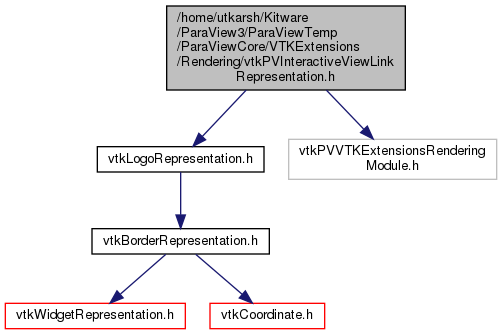 /home/utkarsh/Kitware
/ParaView3/ParaViewTemp
/ParaViewCore/VTKExtensions
/Rendering/vtkPVInteractiveViewLink
Representation.h
vtkLogoRepresentation.h
vtkPVVTKExtensionsRendering
Module.h
vtkBorderRepresentation.h
vtkWidgetRepresentation.h
vtkCoordinate.h